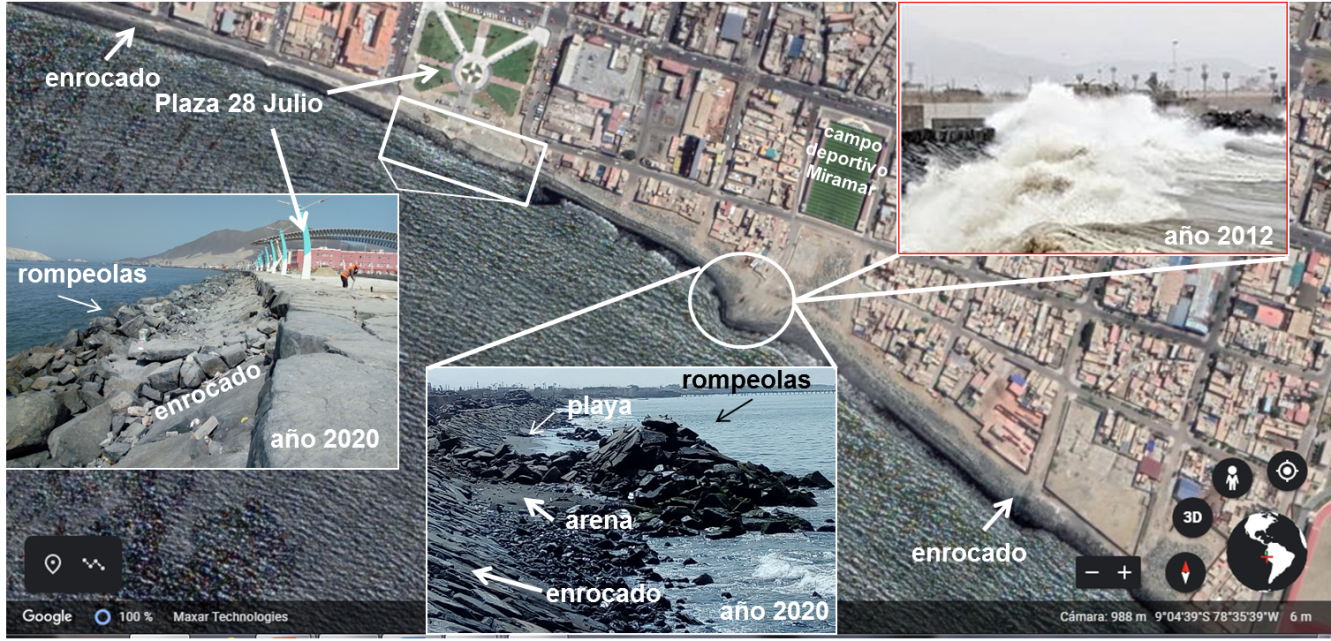 enrocado
Plaza 28 Julio
campo
deportivo
Miramar
año 2012
rompeolas
enrocado
año 2020
rompeolas
playa
arena
enrocado
año 2020
enrocado
3D
Google
100 %
Maxar Technologies
Cámara: 988 m
9°04'39"S 78°35'39"W
6 m